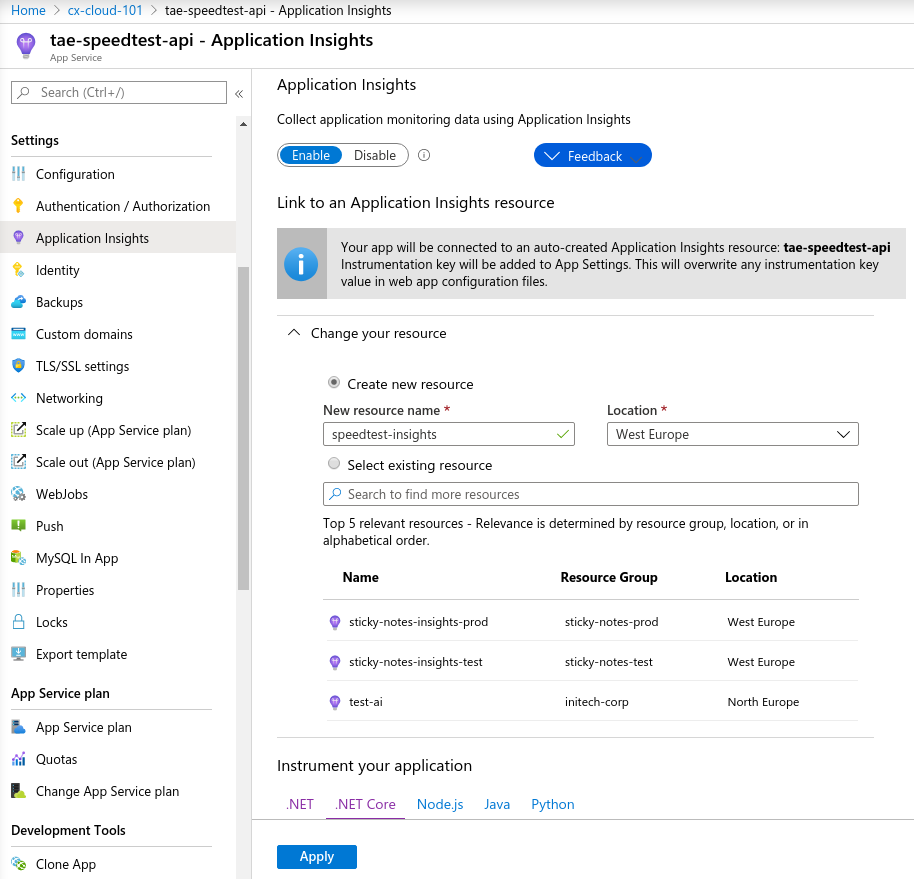 Home > cx-cloud-101 > tae-speedtest-api - Application Insights
tae-speedtest-api - Application Insights
App Service
Search (Ctrl+/)
«
Settings
Configuration
Authentication / Authorization
Application Insights
Identity
Backups
Custom domains
TLS/SSL settings
Networking
Scale up (App Service plan)
Scale out (App Service plan)
WebJobs
Push
MySQL In App
Properties
Locks
Export template
App Service plan
App Service plan
Quotas
Change App Service plan
Development Tools
Clone App
Application Insights
Collect application monitoring data using Application Insights
Enable Disable
Feedback
Link to an Application Insights resource
Your app will be connected to an auto-created Application Insights resource: tae-speedtest-api
Instrumentation key will be added to App Settings. This will overwrite any instrumentation key
value in web app configuration files.
Change your resource
Create new resource
New resource name * Location *
speedtest-insights West Europe
Select existing resource
Search to find more resources
Top 5 relevant resources - Relevance is determined by resource group, location, or in
alphabetical order.
Name Resource Group Location
sticky-notes-insights-prod sticky-notes-prod West Europe
sticky-notes-insights-test sticky-notes-test West Europe
test-ai initech-corp North Europe
Instrument your application
.NET .NET Core Node.js Java Python
Apply